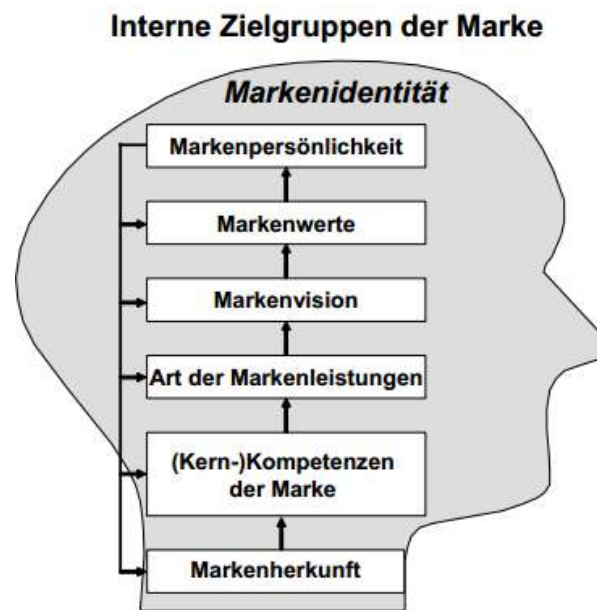 Interne Zielgruppen der Marke
Markenidentität
Markenpersönlichkeit
Markenwerte
Markenvision
Art der Markenleistungen
(Kern-)Kompetenzen
der Marke
Markenherkunft